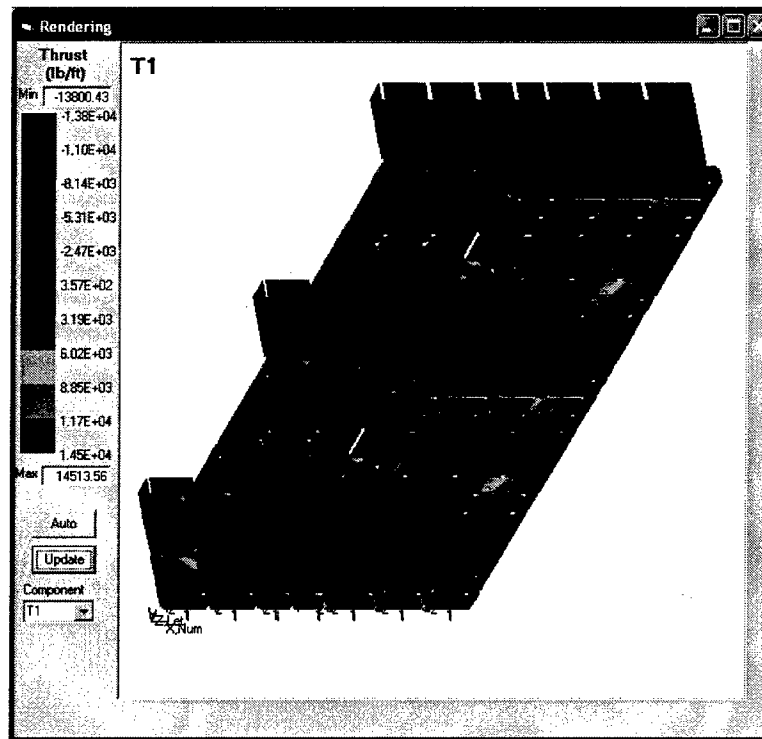 Rendering
Thrust
(lb/ft)
Min -13800.43
-1.38E+04
-1.10E+04
-8.14E+03
-5.31E+03
-2.47E+03
3.57E+02
3.19E+03
6.02E+03
8.85E+03
1.17E+04
1.45E+04
Max 14513.56
Auto
Update
Component
T1
T1
Z,Let
X,Num